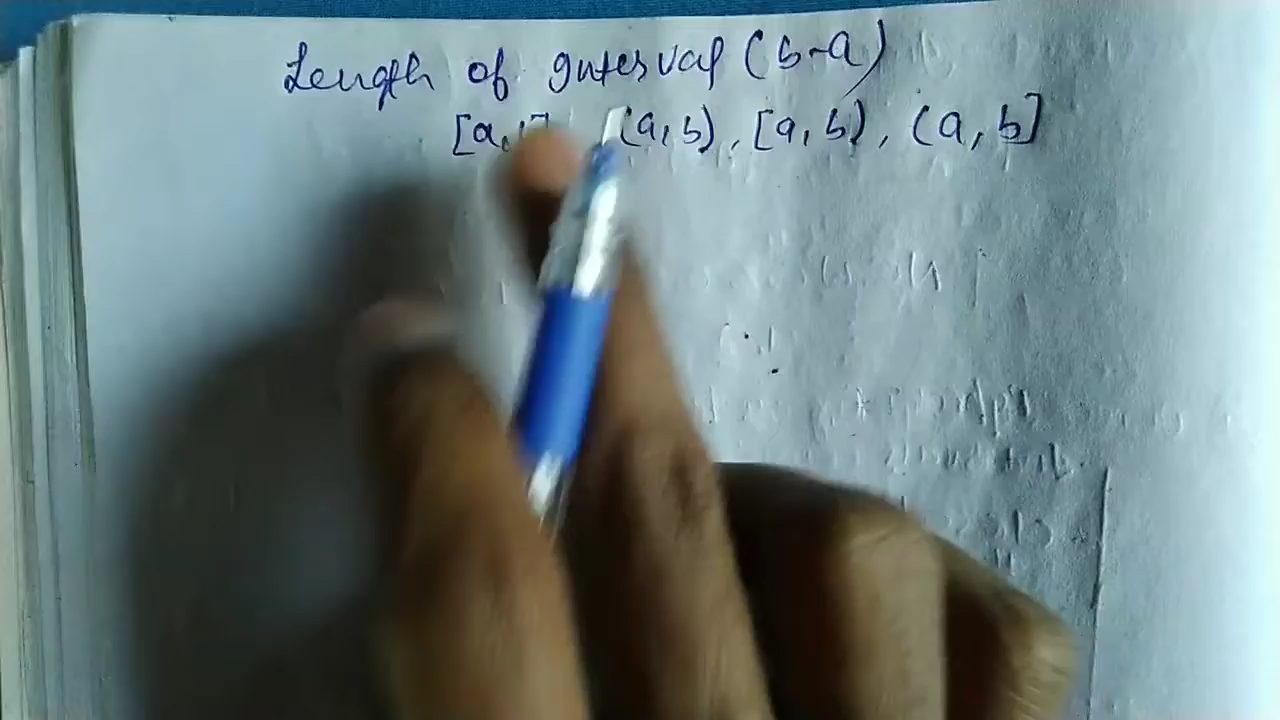 Length of Interval (b-a)
[a, b], (a, b), [a, b), (a, b]